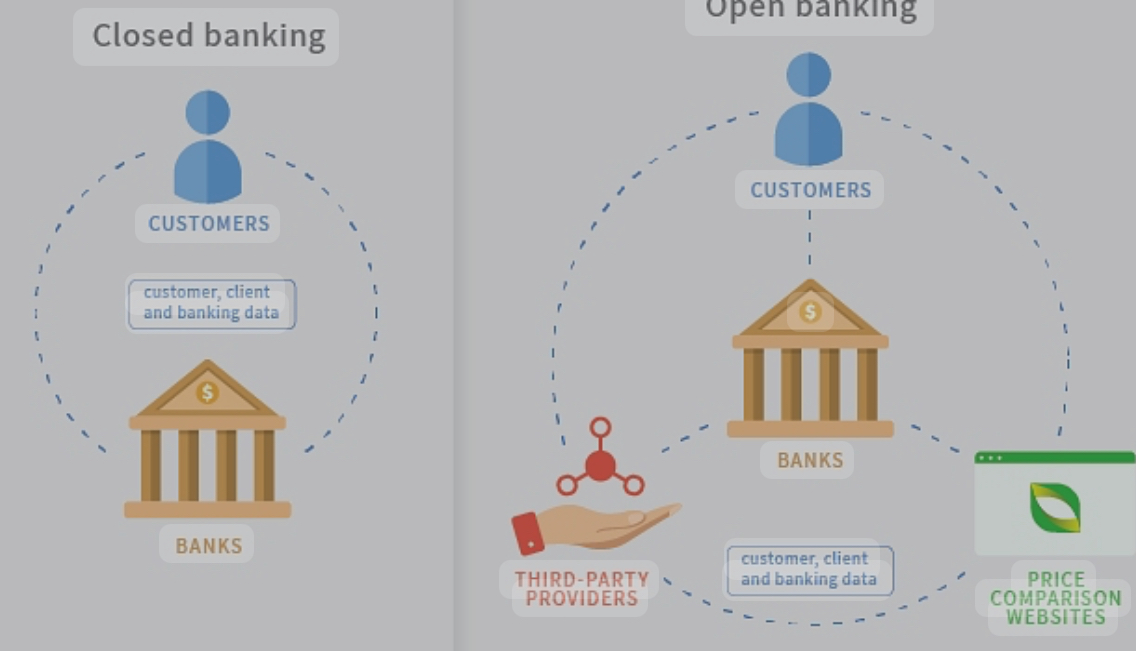 Closed banking
CUSTOMERS
customer, client
and banking data
$
BANKS
Open banking
CUSTOMERS
$
BANKS
THIRD-PARTY
PROVIDERS
customer, client
and banking data
PRICE
COMPARISON
WEBSITES